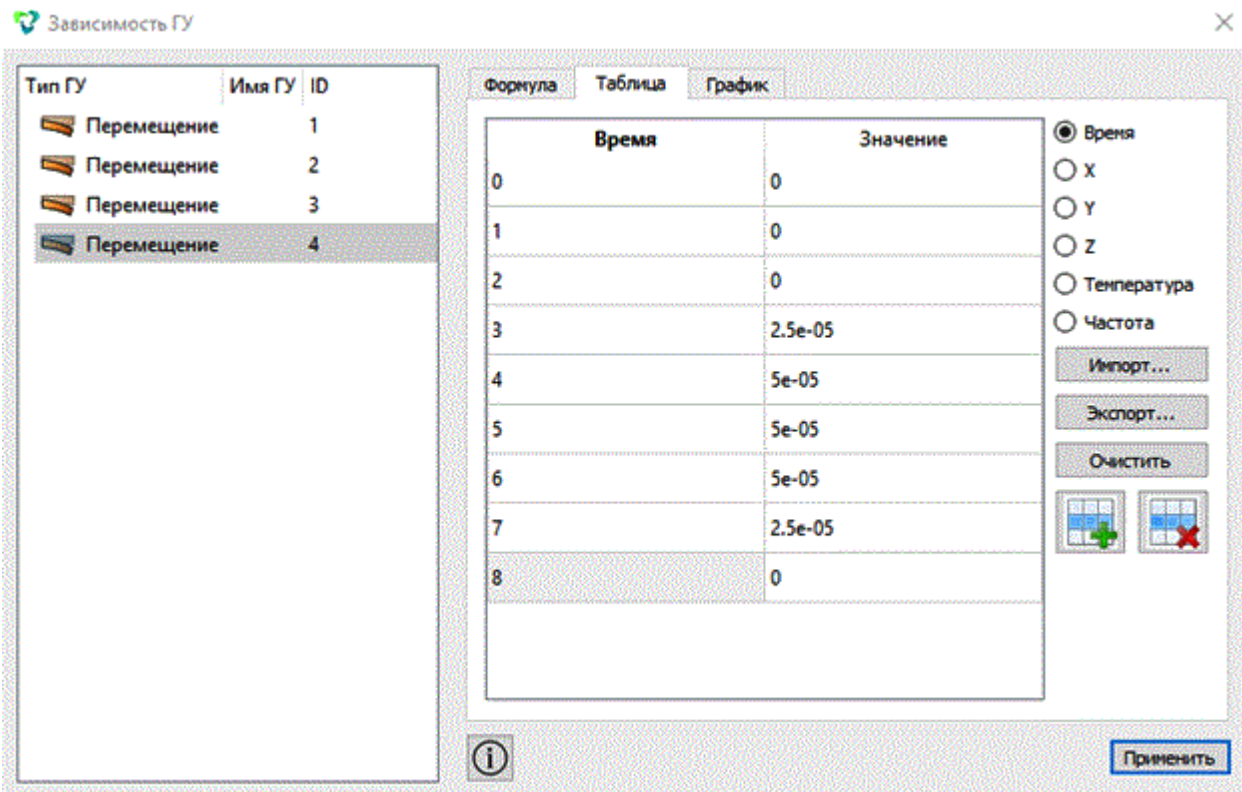 Зависимость ГУ
Тип ГУ Имя ГУ ID
Перемещение 1
Перемещение 2
Перемещение 3
Перемещение 4
Формула Таблица График
Время Значение
0 0
1 0
2 0
3 2.5e-05
4 5e-05
5 5e-05
6 5e-05
7 2.5e-05
8 0
Время
X
Y
Z
Температура
Частота
Импорт...
Экспорт...
Очистить
Применить